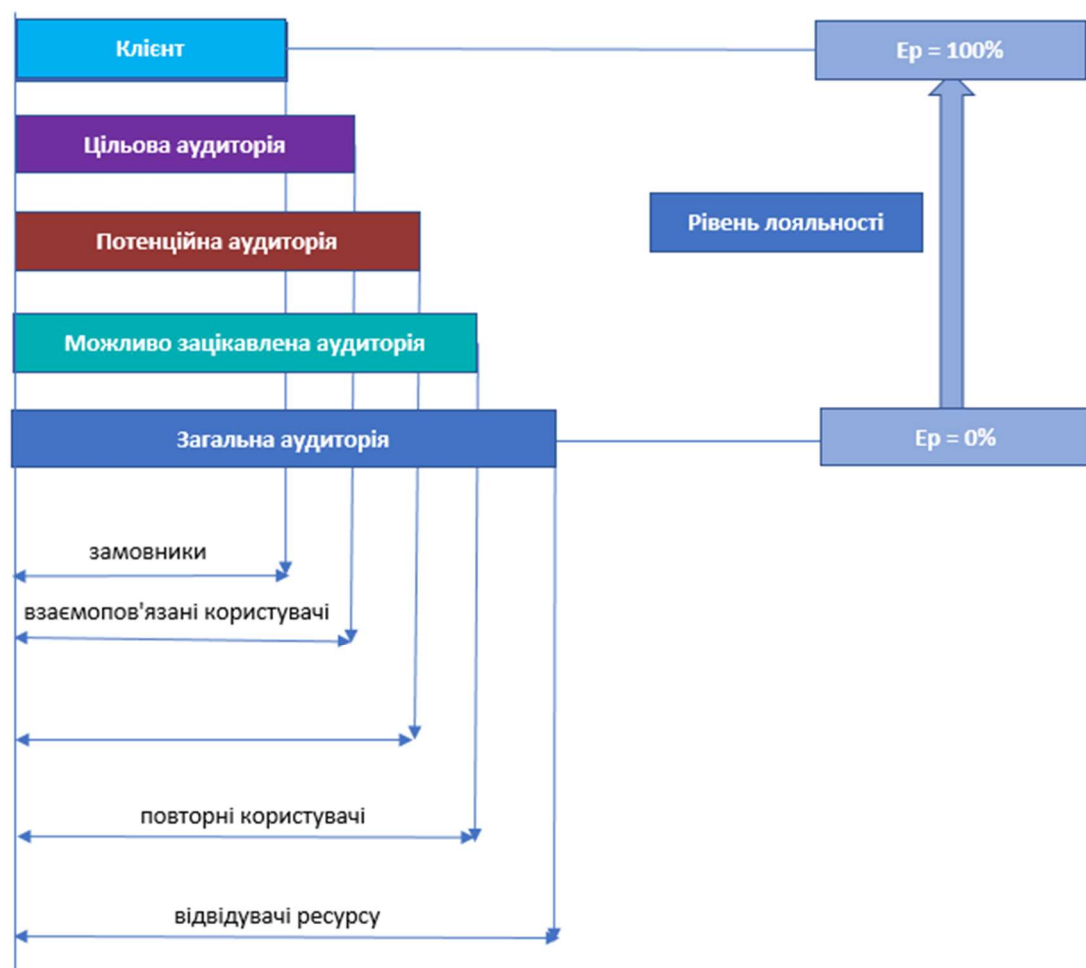 Клієнт
Ep = 100%
Цільова аудиторія
Потенційна аудиторія
Рівень лояльності
Можливо зацікавлена аудиторія
Загальна аудиторія
Ep = 0%
замовники
взаємопов'язані користувачі
повторні користувачі
відвідувачі ресурсу